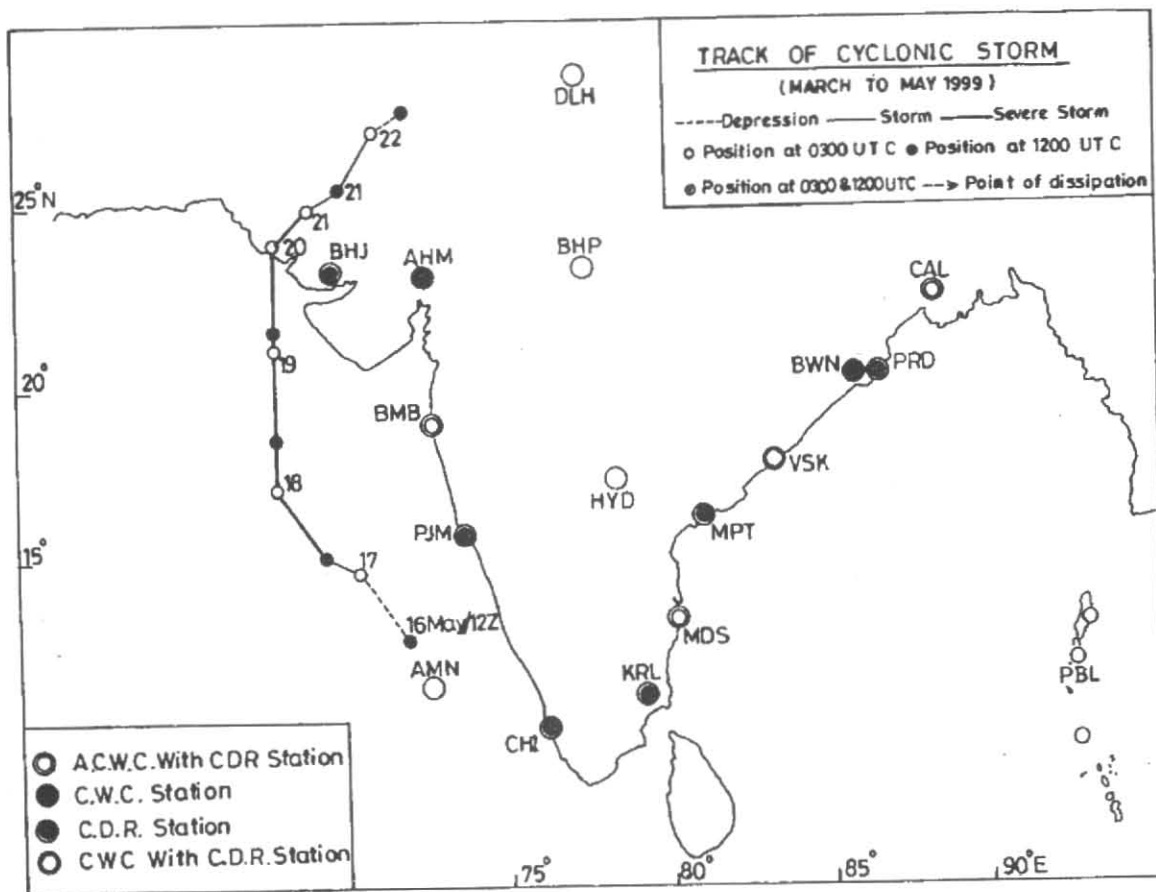 TRACK OF CYCLONIC STORM
(MARCH TO MAY 1999)
-----Depression ——Storm ——Severe Storm
○ Position at 0300 UTC ● Position at 1200 UTC
● Position at 0300 & 1200 UTC --> Point of dissipation
DLH
22
21
25°N
21
20
BHJ
AHM
BHP
CAL
19
BWN
PRD
20°
BMB
VSK
18
HYD
MPT
PJM
15°
17
16 May/12Z
MDS
AMN
KRL
PBL
CHI
A.C.W.C. With CDR Station
C.W.C. Station
C.D.R. Station
CWC With C.D.R. Station
75°
80°
85°
90°E